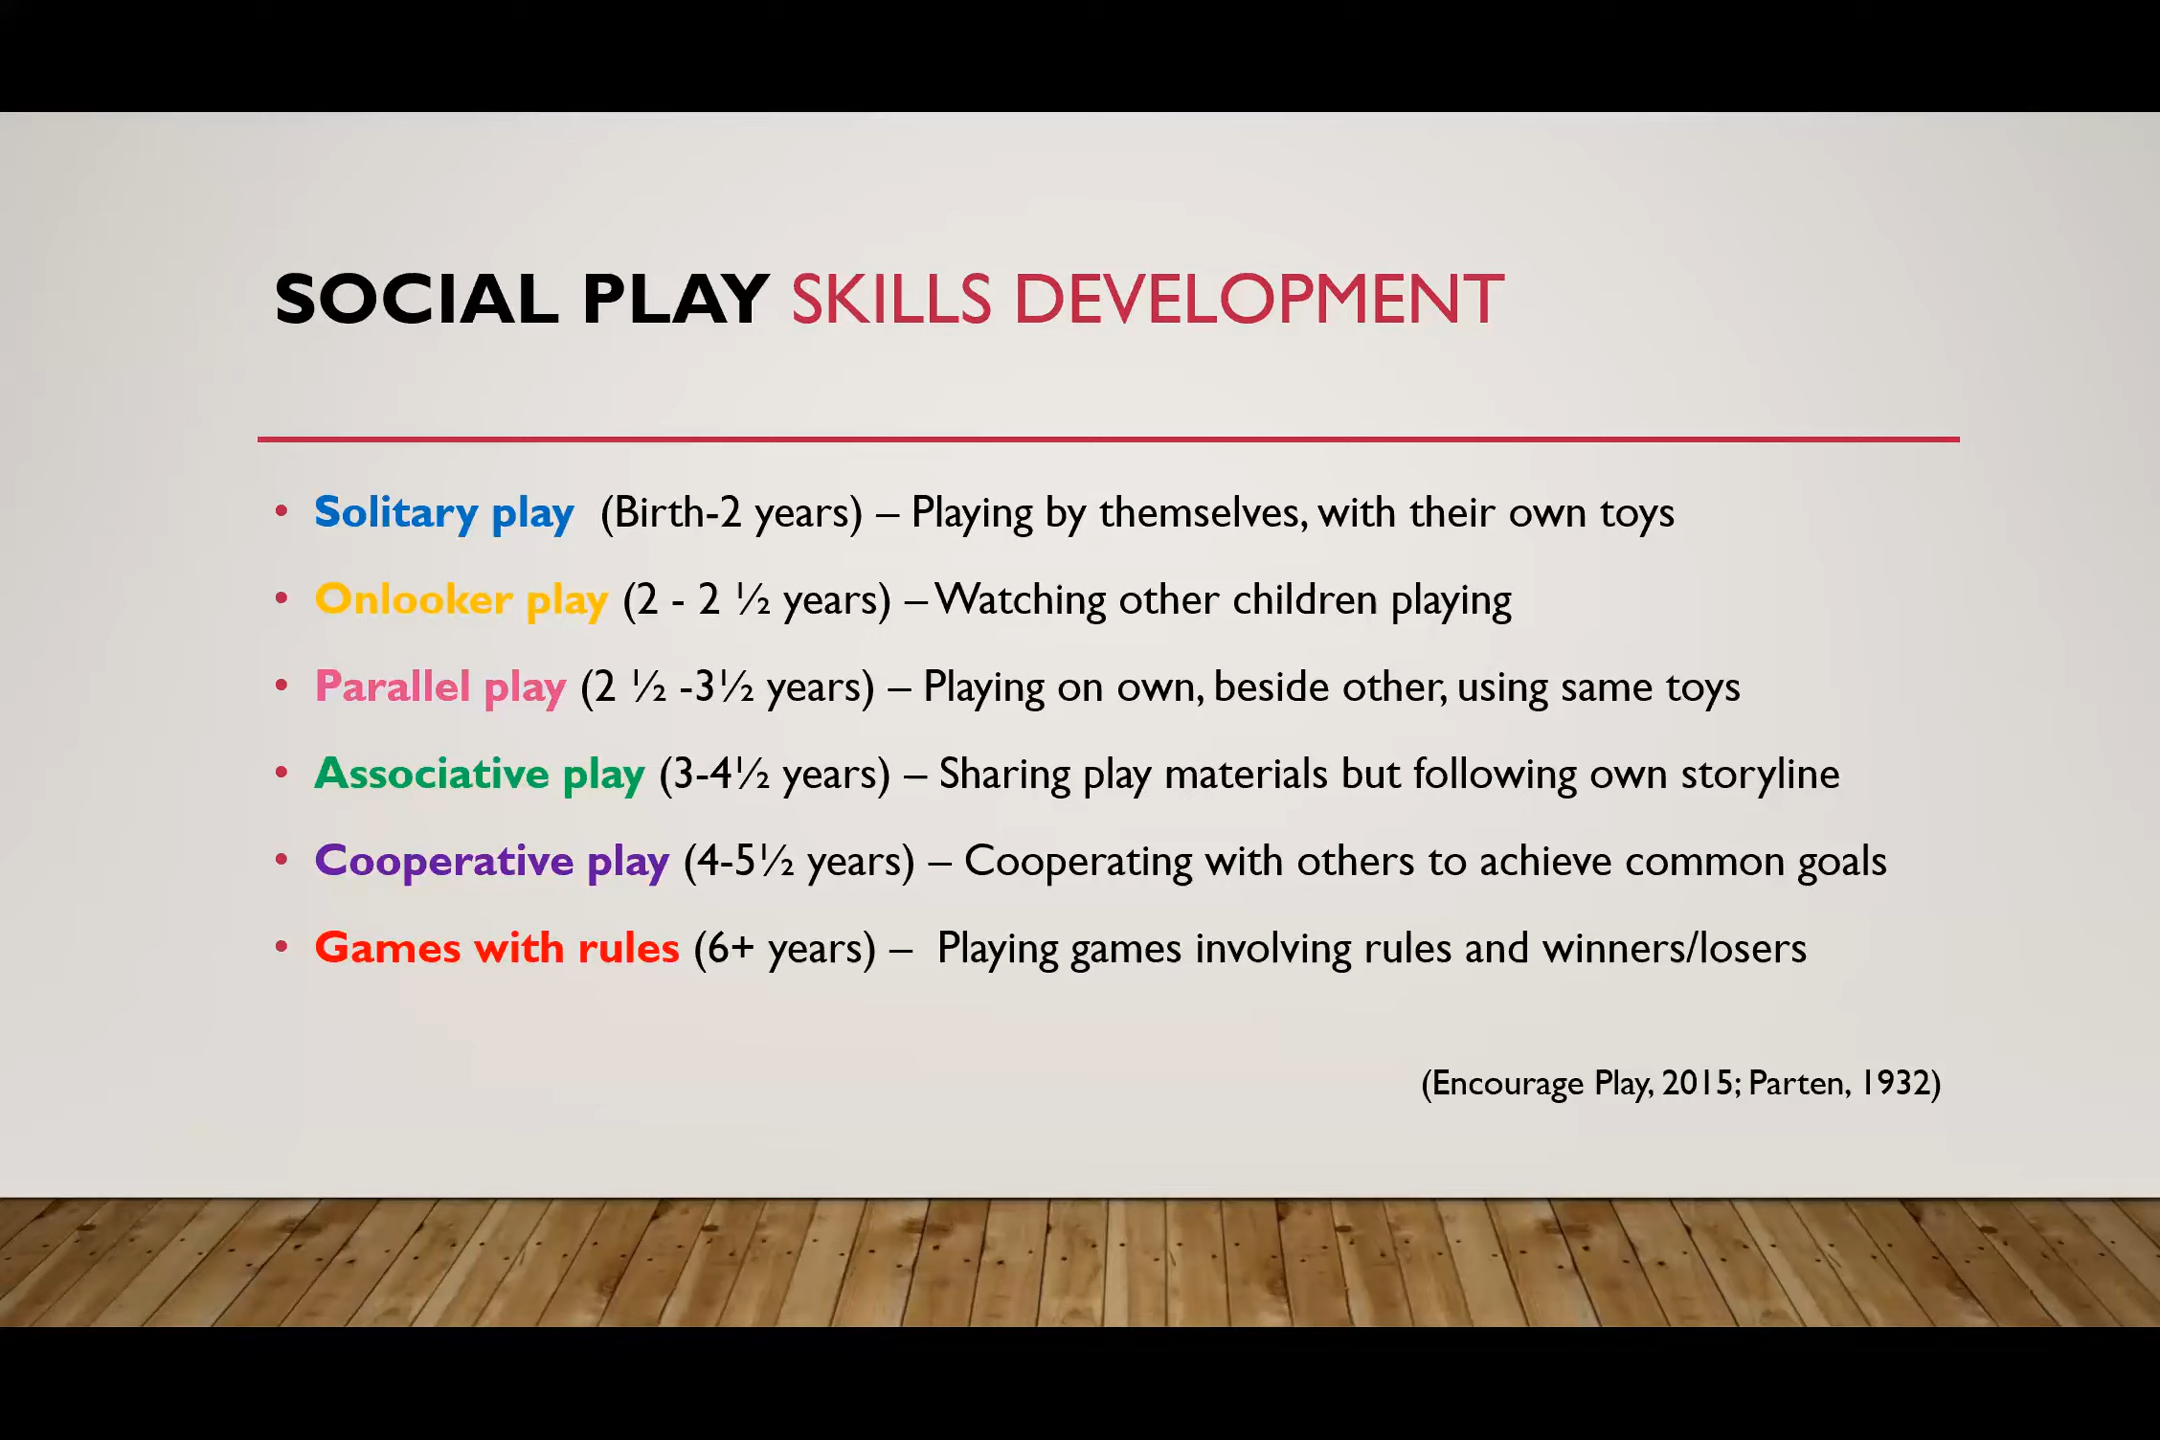 SOCIAL PLAY SKILLS DEVELOPMENT
• Solitary play (Birth-2 years) – Playing by themselves, with their own toys
• Onlooker play (2 - 2 ½ years) – Watching other children playing
• Parallel play (2 ½ -3½ years) – Playing on own, beside other, using same toys
• Associative play (3-4½ years) – Sharing play materials but following own storyline
• Cooperative play (4-5½ years) – Cooperating with others to achieve common goals
• Games with rules (6+ years) – Playing games involving rules and winners/losers
(Encourage Play, 2015; Parten, 1932)